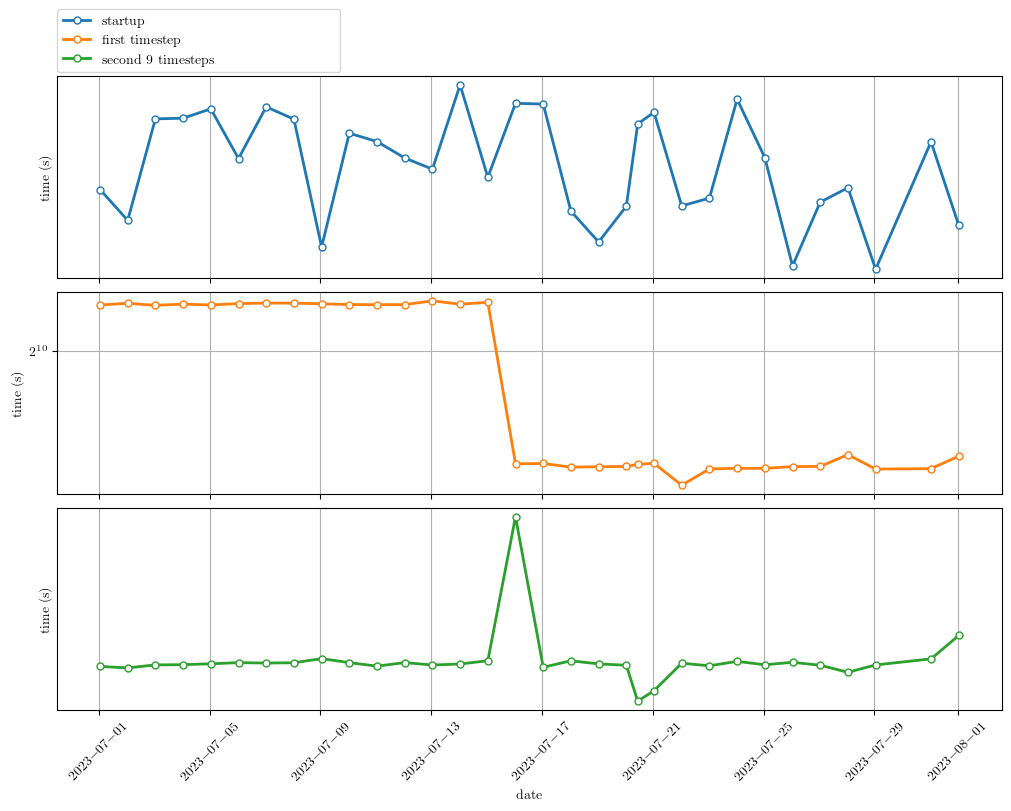 startup
first timestep
second 9 timesteps
time (s)
2^10
time (s)
time (s)
2023−07−01
2023−07−05
2023−07−09
2023−07−13
2023−07−17
2023−07−21
2023−07−25
2023−07−29
2023−08−01
date